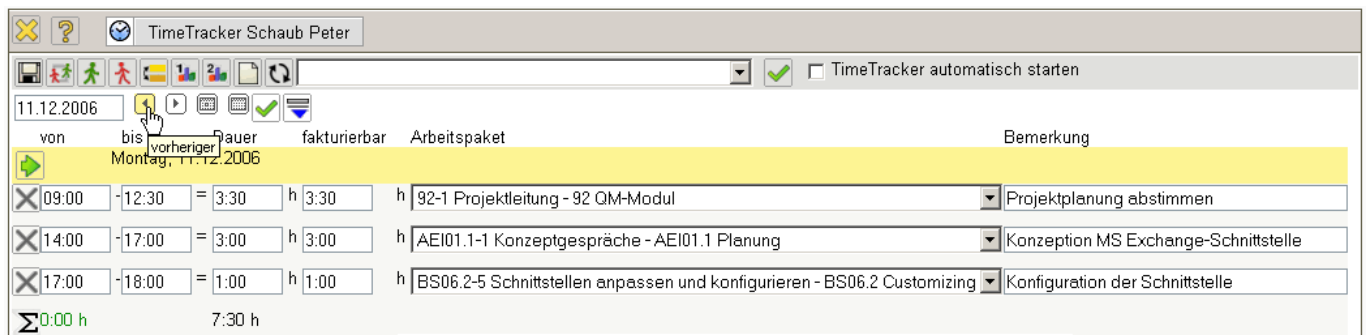 TimeTracker Schaub Peter
TimeTracker automatisch starten
11.12.2006
von bis Dauer fakturierbar Arbeitspaket Bemerkung
vorheriger
Montag, 11.12.2006
09:00 - 12:30 = 3:30 h 3:30 h 92-1 Projektleitung - 92 QM-Modul Projektplanung abstimmen
14:00 - 17:00 = 3:00 h 3:00 h AEI01.1-1 Konzeptgespräche - AEI01.1 Planung Konzeption MS Exchange-Schnittstelle
17:00 - 18:00 = 1:00 h 1:00 h BS06.2-5 Schnittstellen anpassen und konfigurieren - BS06.2 Customizing Konfiguration der Schnittstelle
Σ 0:00 h 7:30 h